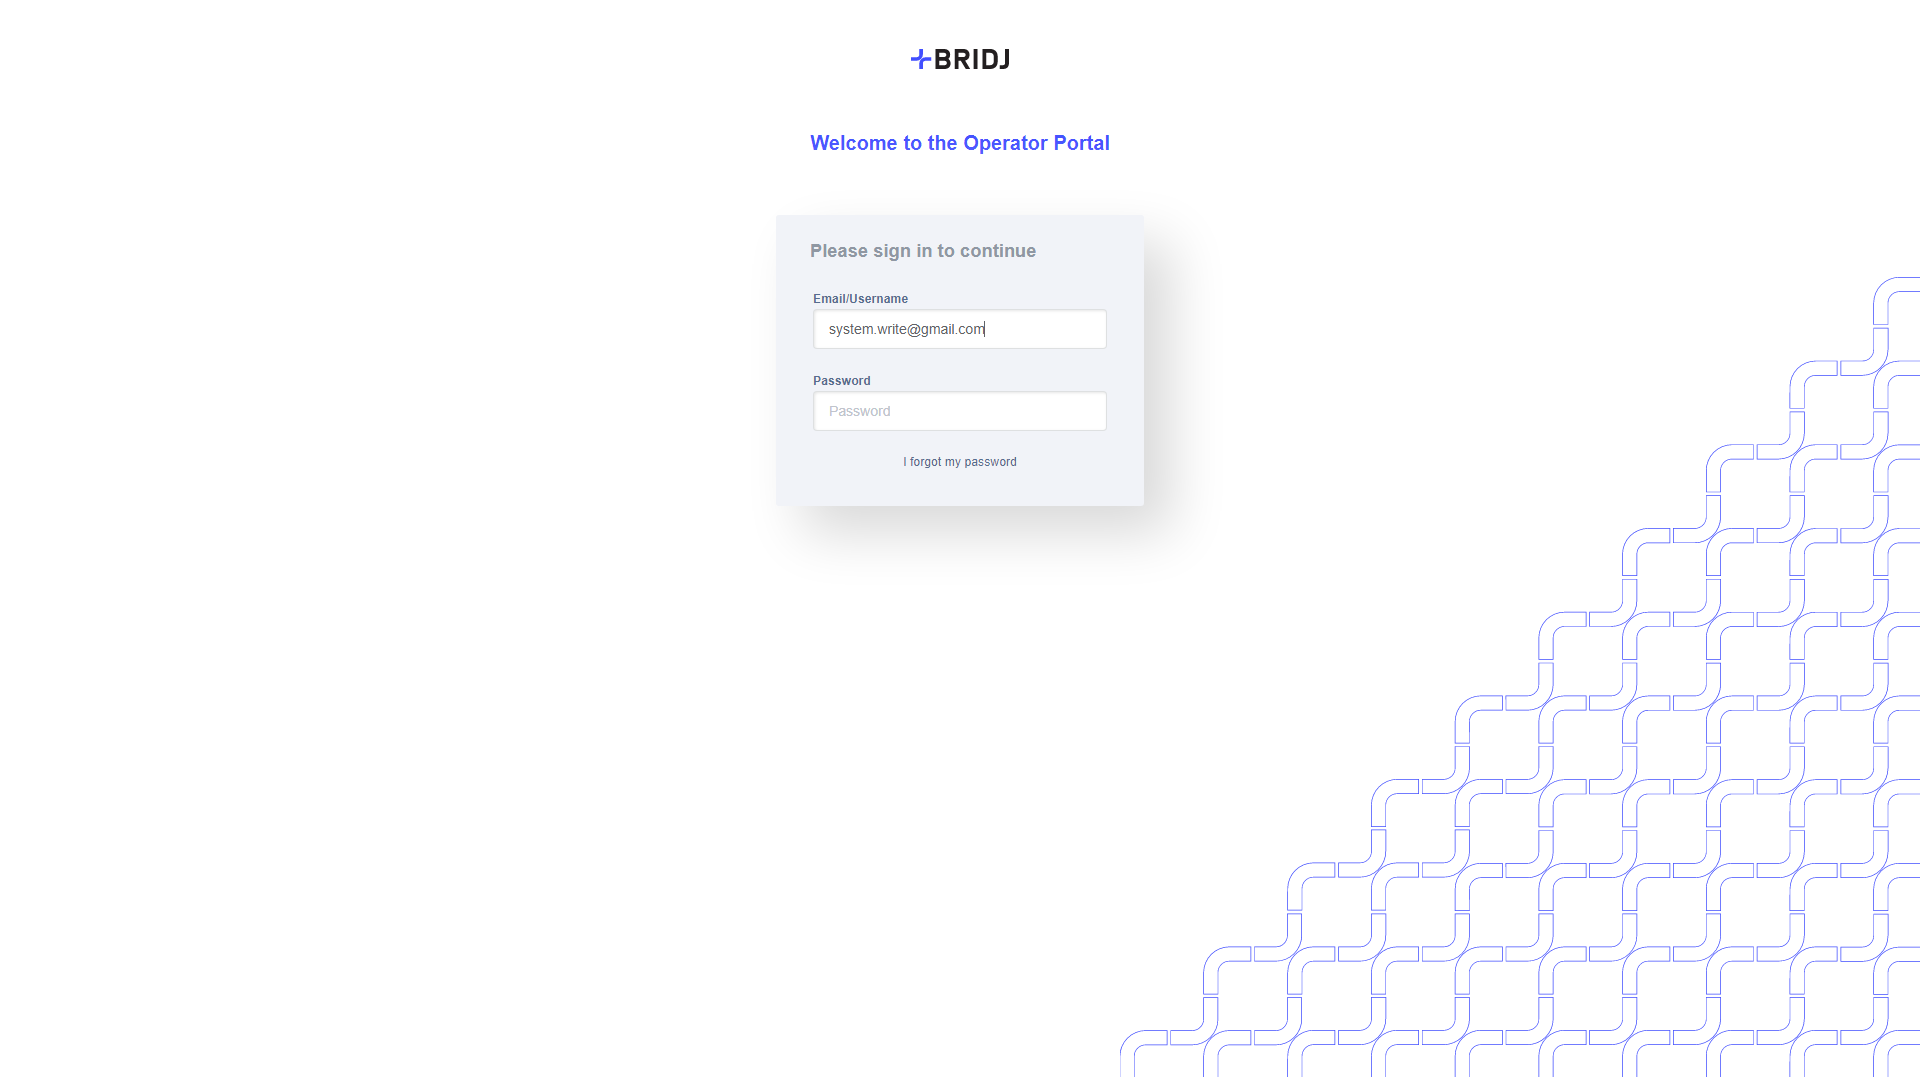 BRIDJ
Welcome to the Operator Portal
Please sign in to continue
Email/Username
system.write@gmail.com
Password
Password
I forgot my password